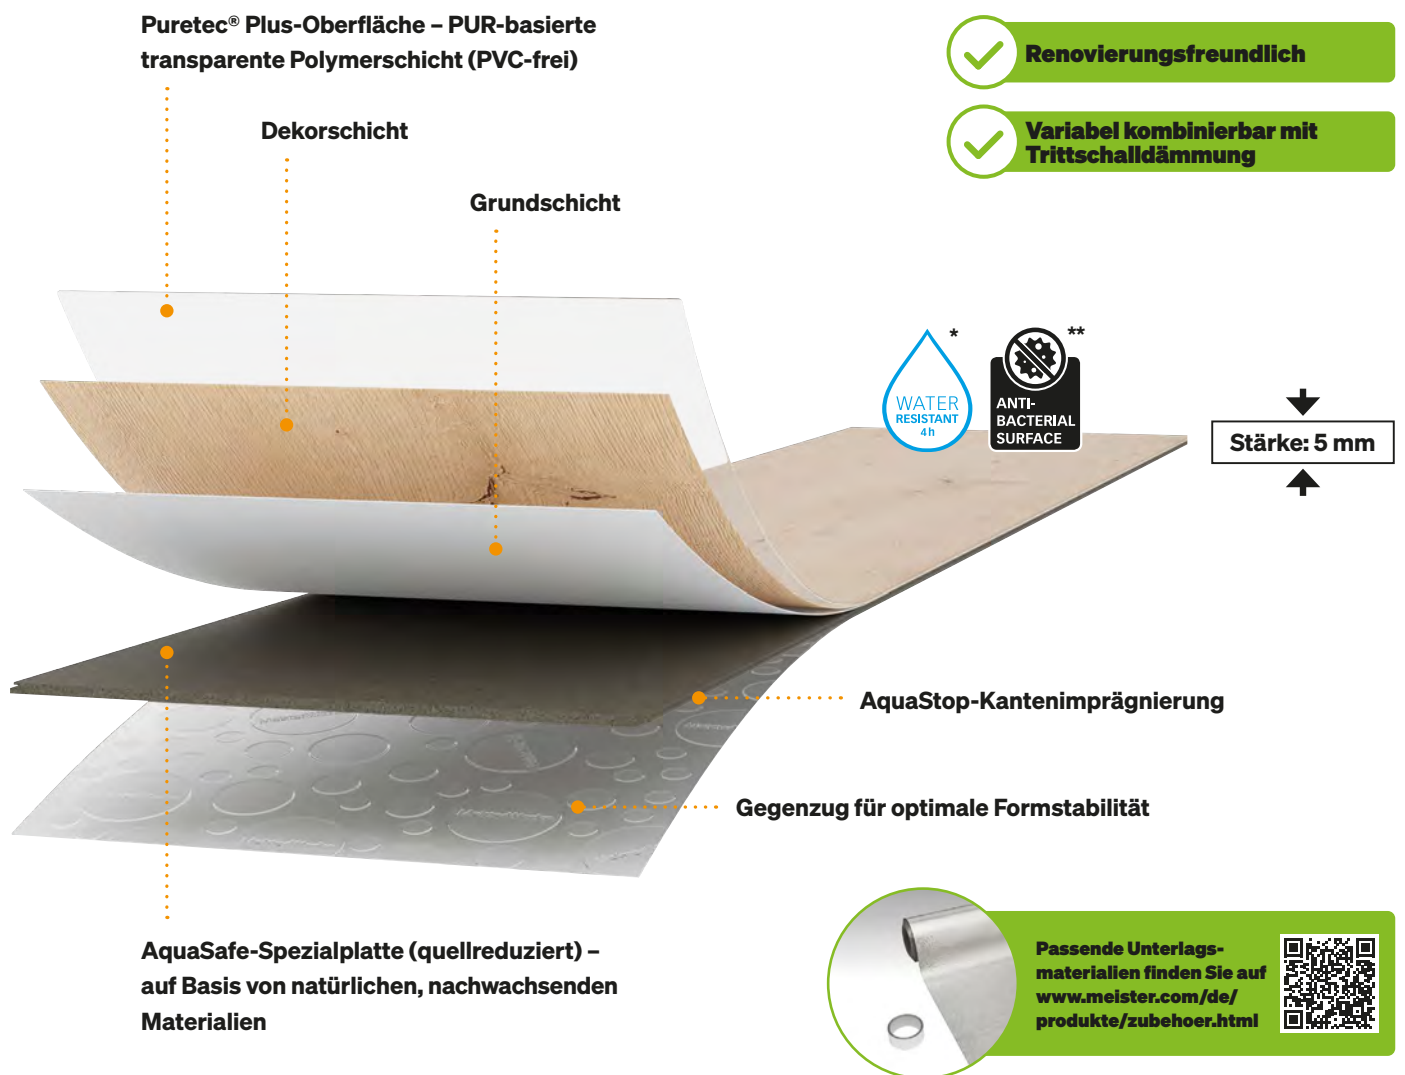 Puretec® Plus-Oberfläche – PUR-basierte
transparente Polymerschicht (PVC-frei)
Dekorschicht
Grundschicht
Renovierungsfreundlich
Variabel kombinierbar mit
Trittschalldämmung
*
WATER
RESISTANT
4h
**
ANTI-
BACTERIAL
SURFACE
Stärke: 5 mm
AquaStop-Kantenimprägnierung
Gegenzug für optimale Formstabilität
AquaSafe-Spezialplatte (quellreduziert) –
auf Basis von natürlichen, nachwachsenden
Materialien
Passende Unterlags-
materialien finden Sie auf
www.meister.com/de/
produkte/zubehoer.html